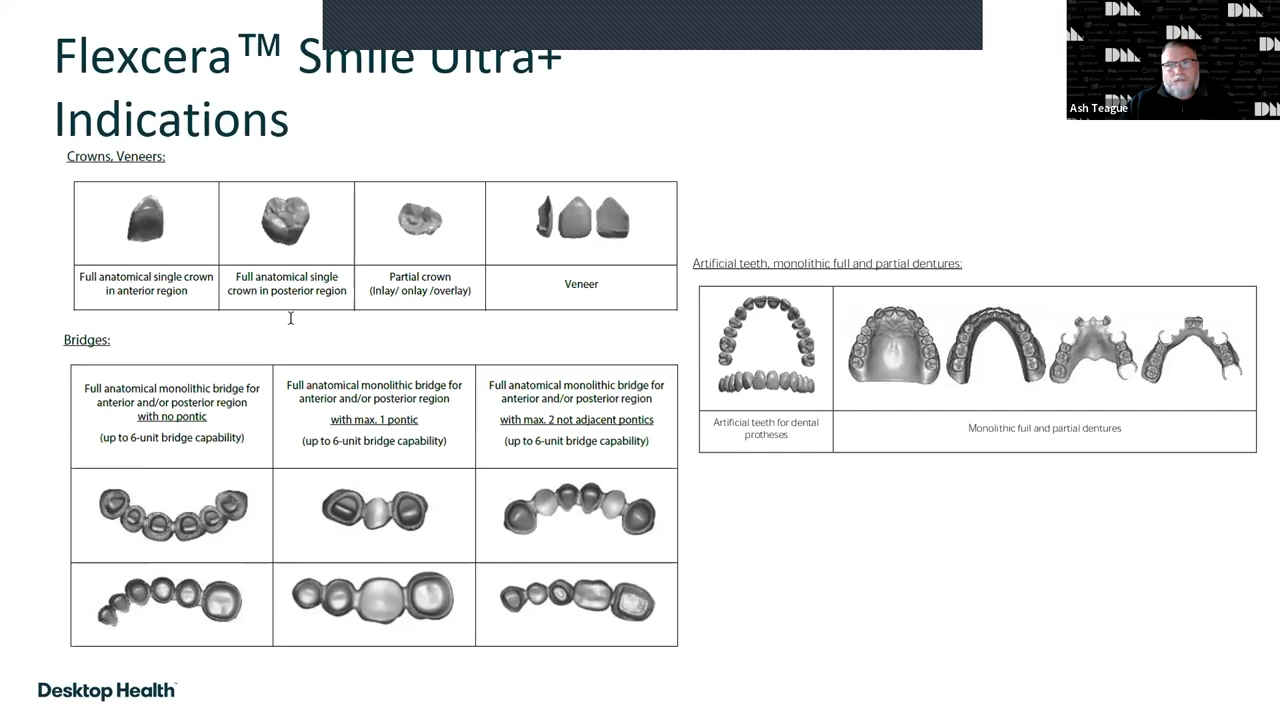 Flexcera™ Smile Ultra+
Indications
Ash Teague
Crowns, Veneers:
Full anatomical single crown
in anterior region
Full anatomical single
crown in posterior region
Partial crown
(Inlay/ onlay /overlay)
Veneer
Bridges:
Full anatomical monolithic bridge for
anterior and/or posterior region
with no pontic
(up to 6-unit bridge capability)
Full anatomical monolithic bridge for
anterior and/or posterior region
with max. 1 pontic
(up to 6-unit bridge capability)
Full anatomical monolithic bridge for
anterior and/or posterior region
with max. 2 not adjacent pontics
(up to 6-unit bridge capability)
Artificial teeth, monolithic full and partial dentures:
Artificial teeth for dental
protheses
Monolithic full and partial dentures
Desktop Health™